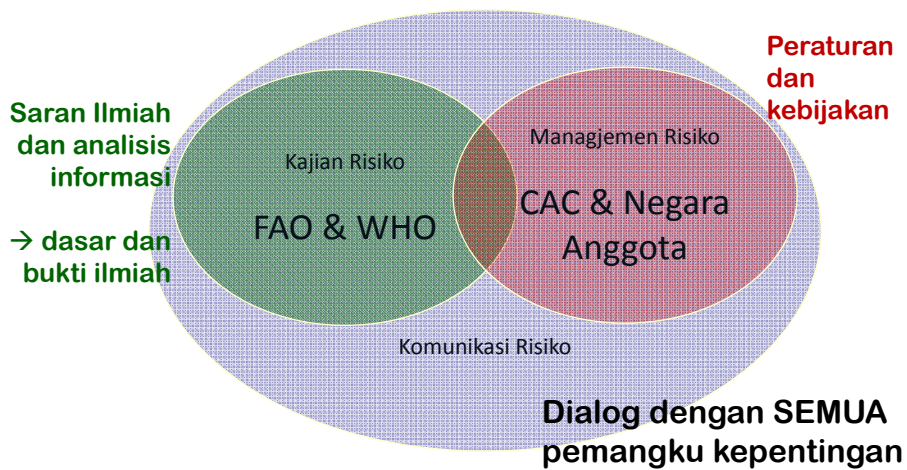 Peraturan
dan
kebijakan
Saran Ilmiah
dan analisis
informasi
→ dasar dan
bukti ilmiah
Kajian Risiko
FAO & WHO
Managjemen Risiko
CAC & Negara
Anggota
Komunikasi Risiko
Dialog dengan SEMUA
pemangku kepentingan